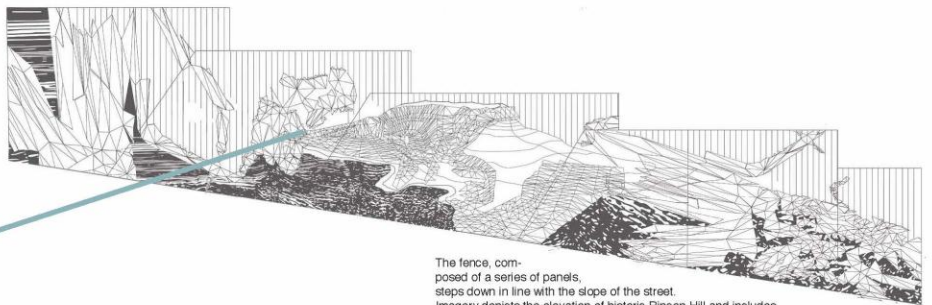 The fence, com-
posed of a series of panels,
steps down in line with the slope of the street.
Imagery depicts the elevation of historic Rincon Hill and includes